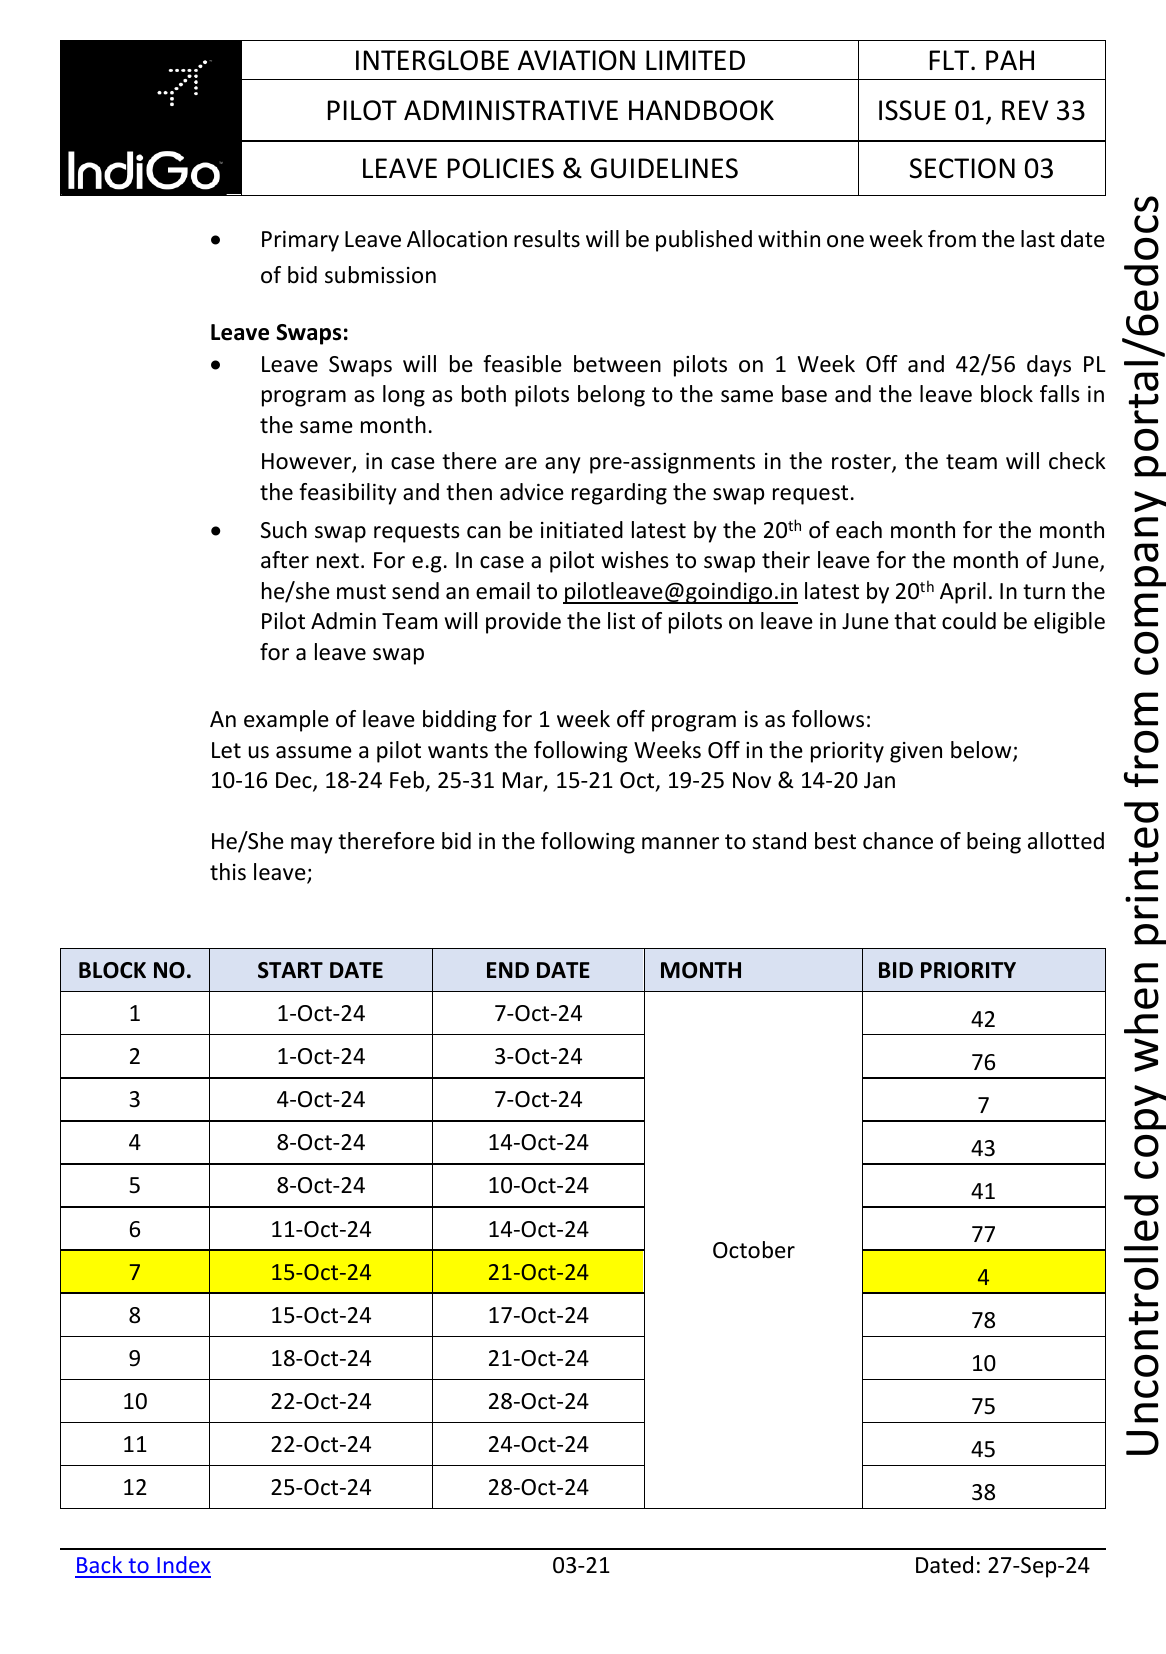 IndiGo
INTERGLOBE AVIATION LIMITED
FLT. PAH
PILOT ADMINISTRATIVE HANDBOOK
ISSUE 01, REV 33
LEAVE POLICIES & GUIDELINES
SECTION 03
• Primary Leave Allocation results will be published within one week from the last date
of bid submission
Leave Swaps:
• Leave Swaps will be feasible between pilots on 1 Week Off and 42/56 days PL
program as long as both pilots belong to the same base and the leave block falls in
the same month.
However, in case there are any pre-assignments in the roster, the team will check
the feasibility and then advice regarding the swap request.
• Such swap requests can be initiated latest by the 20th of each month for the month
after next. For e.g. In case a pilot wishes to swap their leave for the month of June,
he/she must send an email to pilotleave@goindigo.in latest by 20th April. In turn the
Pilot Admin Team will provide the list of pilots on leave in June that could be eligible
for a leave swap
An example of leave bidding for 1 week off program is as follows:
Let us assume a pilot wants the following Weeks Off in the priority given below;
10-16 Dec, 18-24 Feb, 25-31 Mar, 15-21 Oct, 19-25 Nov & 14-20 Jan
He/She may therefore bid in the following manner to stand best chance of being allotted
this leave;
BLOCK NO. START DATE END DATE MONTH BID PRIORITY
1 1-Oct-24 7-Oct-24 42
2 1-Oct-24 3-Oct-24 76
3 4-Oct-24 7-Oct-24 7
4 8-Oct-24 14-Oct-24 43
5 8-Oct-24 10-Oct-24 41
6 11-Oct-24 14-Oct-24 77
October
7 15-Oct-24 21-Oct-24 4
8 15-Oct-24 17-Oct-24 78
9 18-Oct-24 21-Oct-24 10
10 22-Oct-24 28-Oct-24 75
11 22-Oct-24 24-Oct-24 45
12 25-Oct-24 28-Oct-24 38
Back to Index 03-21 Dated: 27-Sep-24
Uncontrolled copy when printed from company portal/6edocs